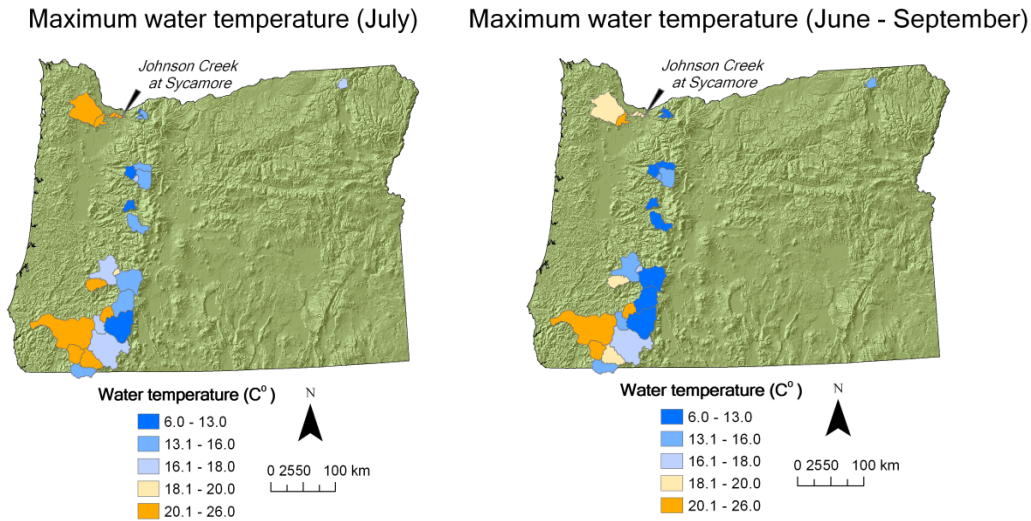 Maximum water temperature (July)
Johnson Creek
at Sycamore
Water temperature (C°)
6.0 - 13.0
13.1 - 16.0
16.1 - 18.0
18.1 - 20.0
20.1 - 26.0
N
0 2550 100 km
Maximum water temperature (June - September)
Johnson Creek
at Sycamore
Water temperature (C°)
6.0 - 13.0
13.1 - 16.0
16.1 - 18.0
18.1 - 20.0
20.1 - 26.0
N
0 2550 100 km